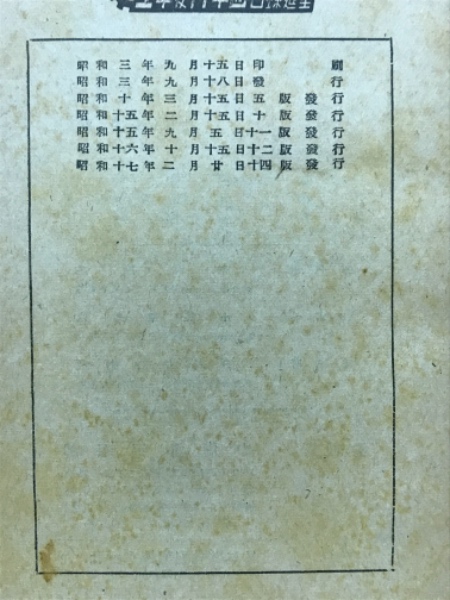 昭和三年九月十五日印刷
昭和三年九月十八日發行
昭和十年三月十五日五版發行
昭和十五年二月十五日十版發行
昭和十五年九月五日十一版發行
昭和十六年十月十五日十二版發行
昭和十七年二月廿日十四版發行